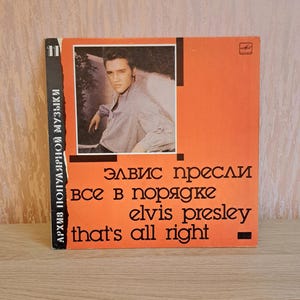 11
АРХИВ ПОПУЛЯРНОЙ МУЗЫКИ
элвис пресли
все в порядке
elvis presley
that's all right